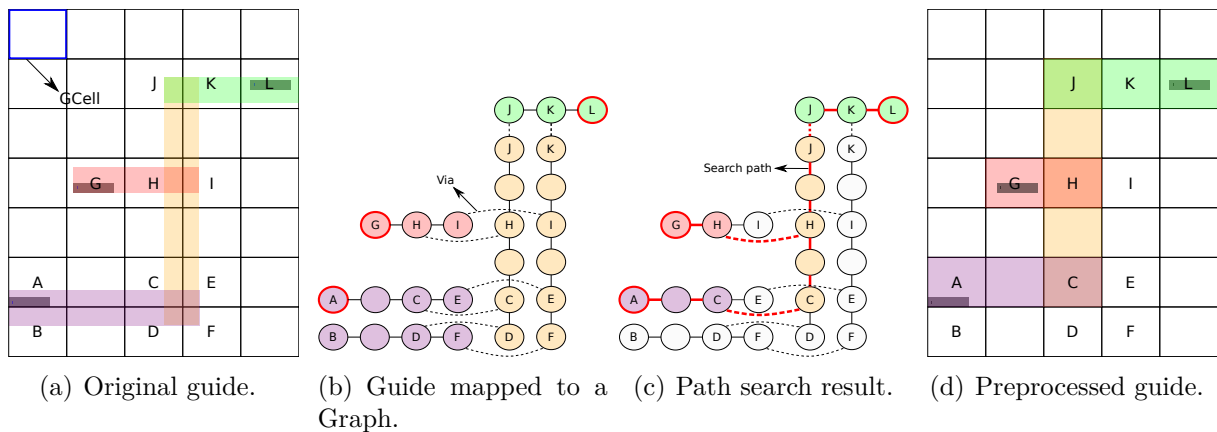 J K L
GCell
G H I
A C E
B D F
(a) Original guide.
J K L
J K
Via
G H I H I
A C E C E
B D F D F
(b) Guide mapped to a
Graph.
J K L
J K
Search path
G H I H I
A C E C E
B D F D F
(c) Path search result.
J K L
G H I
A C E
B D F
(d) Preprocessed guide.